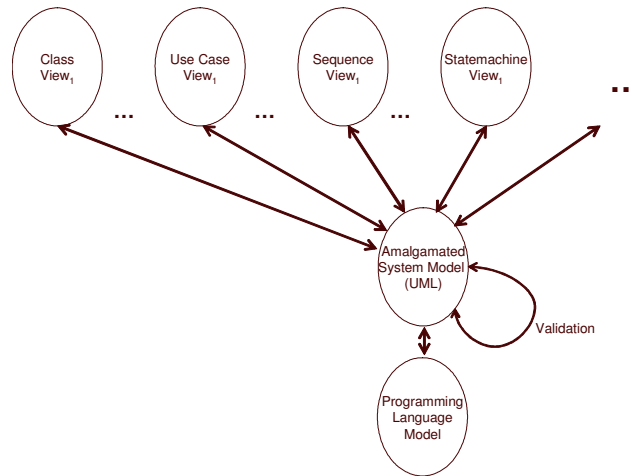 Class
View₁
Use Case
View₁
Sequence
View₁
Statemachine
View₁
...
...
...
..
Amalgamated
System Model
(UML)
Validation
Programming
Language
Model